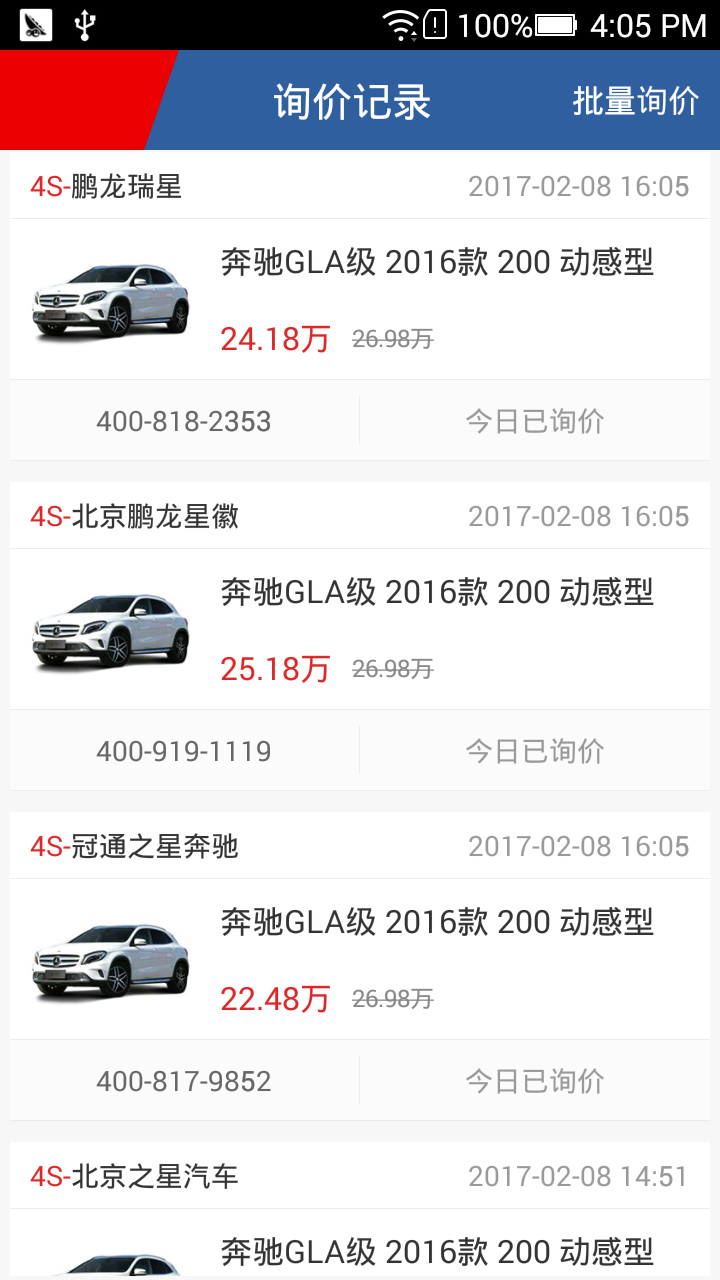 100% 4:05 PM
询价记录 批量询价
4S-鹏龙瑞星 2017-02-08 16:05
奔驰GLA级 2016款 200 动感型
24.18万 26.98万
400-818-2353 今日已询价
4S-北京鹏龙星徽 2017-02-08 16:05
奔驰GLA级 2016款 200 动感型
25.18万 26.98万
400-919-1119 今日已询价
4S-冠通之星奔驰 2017-02-08 16:05
奔驰GLA级 2016款 200 动感型
22.48万 26.98万
400-817-9852 今日已询价
4S-北京之星汽车 2017-02-08 14:51
奔驰GLA级 2016款 200 动感型